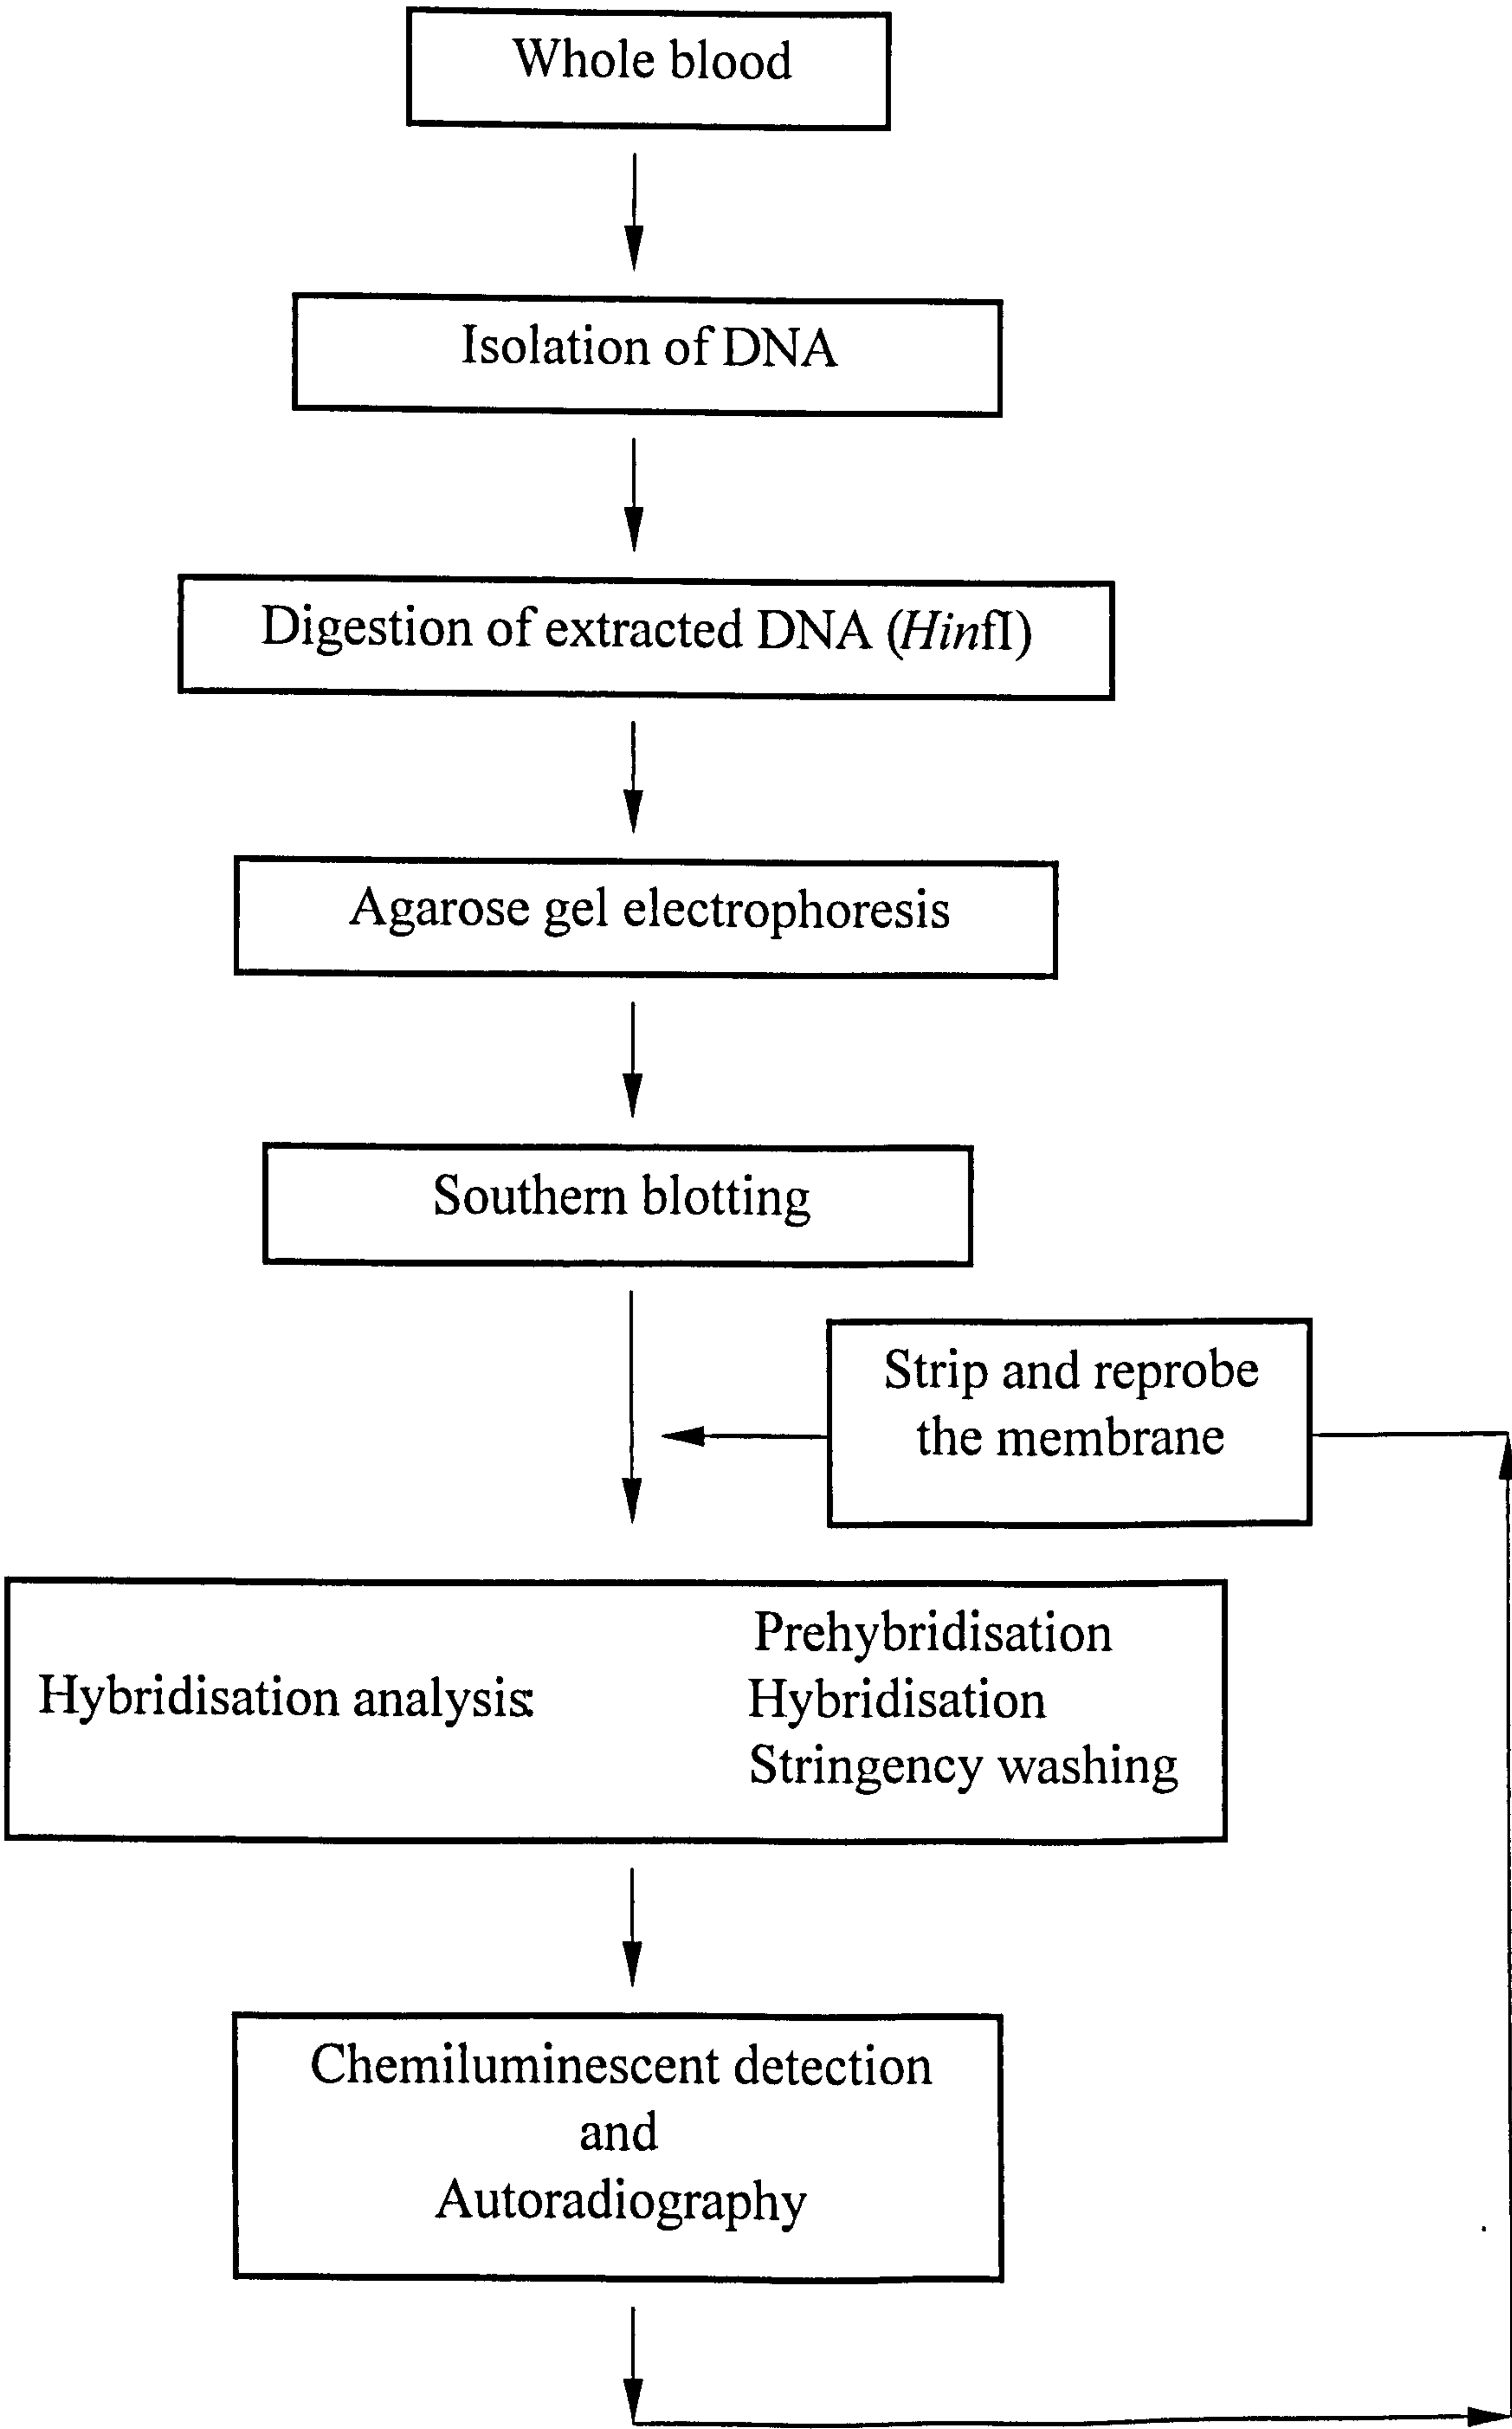 Whole blood
Isolation of DNA
Digestion of extracted DNA (HinfI)
Agarose gel electrophoresis
Southern blotting
Strip and reprobe
the membrane
Prehybridisation
Hybridisation analysis:
Hybridisation
Stringency washing
Chemiluminescent detection
and
Autoradiography